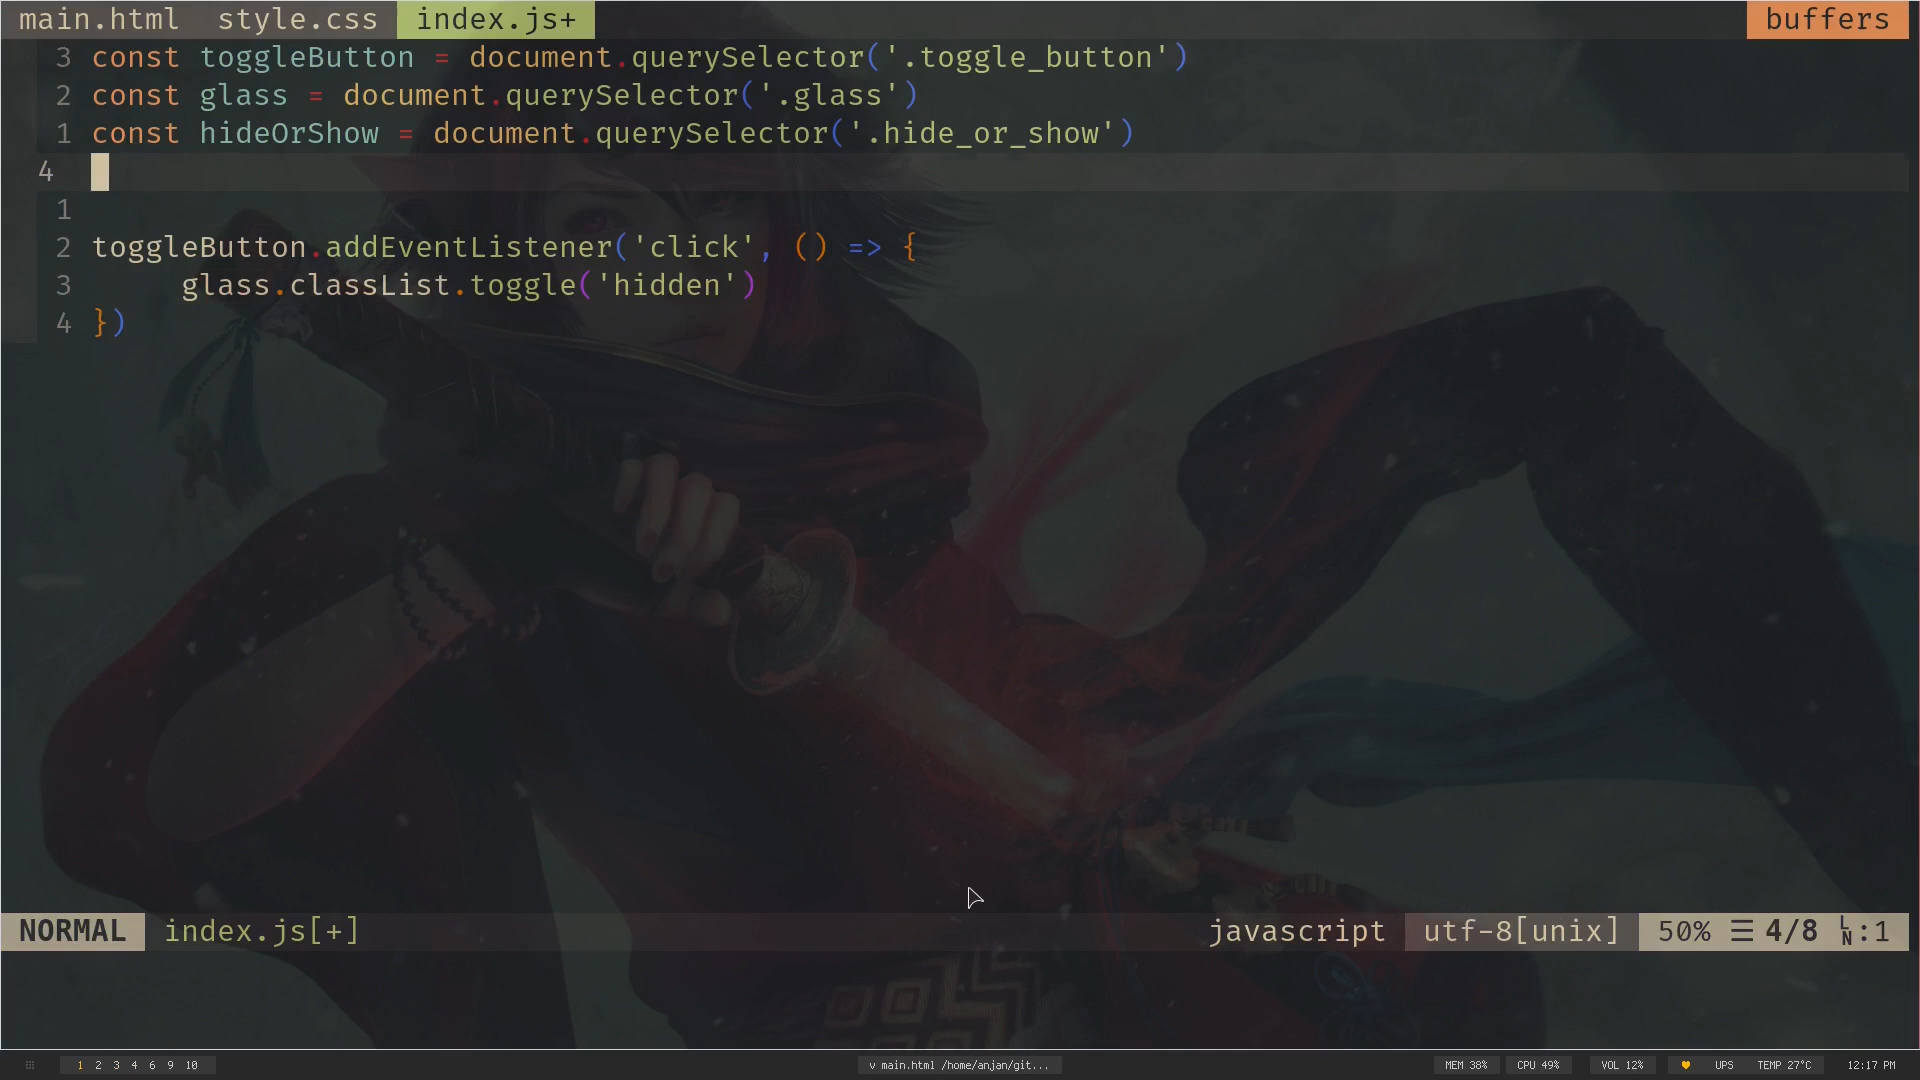 main.html style.css index.js+ buffers
3 const toggleButton = document.querySelector('.toggle_button')
2 const glass = document.querySelector('.glass')
1 const hideOrShow = document.querySelector('.hide_or_show')
4
1
2 toggleButton.addEventListener('click', () => {
3 glass.classList.toggle('hidden')
4 })
NORMAL index.js[+] javascript utf-8[unix] 50% ☰ 4/8 LN:1
1 2 3 4 6 9 10 v main.html /home/anjan/git... MEM 38% CPU 49% VOL 12% UPS TEMP 27°C 12:17 PM